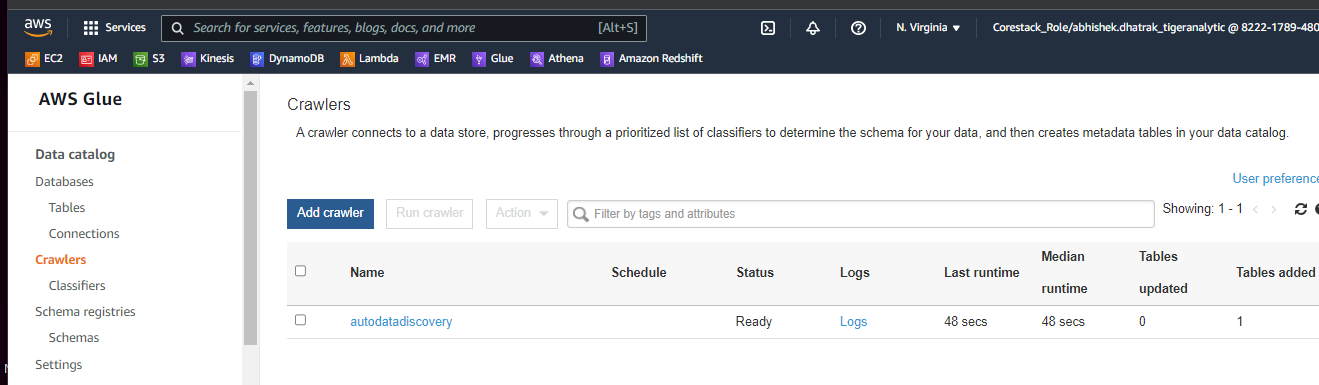 aws Services Search for services, features, blogs, docs, and more [Alt+S] N. Virginia Corestack_Role/abhishek.dhatrak_tigeranalytic @ 8222-1789-480
EC2 IAM S3 Kinesis DynamoDB Lambda EMR Glue Athena Amazon Redshift
AWS Glue
Data catalog
Databases
Tables
Connections
Crawlers
Classifiers
Schema registries
Schemas
Settings
Crawlers
A crawler connects to a data store, progresses through a prioritized list of classifiers to determine the schema for your data, and then creates metadata tables in your data catalog.
User preference
Add crawler Run crawler Action Filter by tags and attributes Showing: 1 - 1
Name Schedule Status Logs Last runtime Median runtime Tables updated Tables added
autodatadiscovery Ready Logs 48 secs 48 secs 0 1